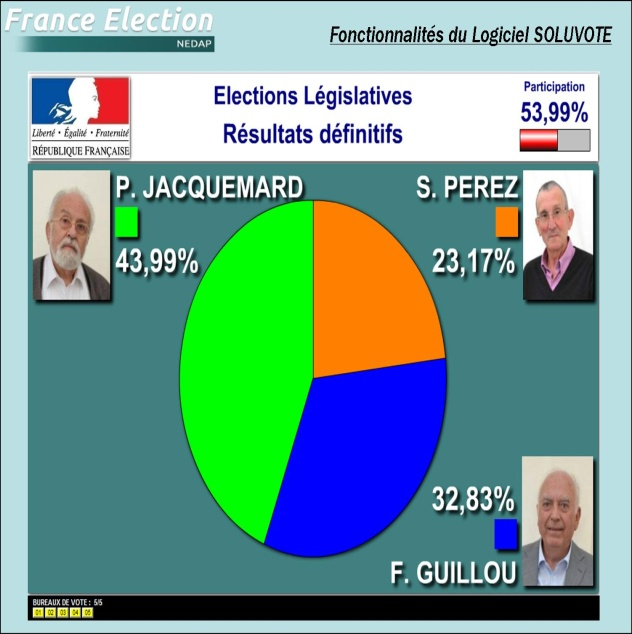 France Election
NEDAP
Fonctionnalités du Logiciel SOLUVOTE
Elections Législatives
Résultats définitifs
Participation
53,99%
Liberté • Égalité • Fraternité
RÉPUBLIQUE FRANÇAISE
P. JACQUEMARD
43,99%
S. PEREZ
23,17%
32,83%
F. GUILLOU
BUREAUX DE VOTE : 5/5
01 02 03 04 05